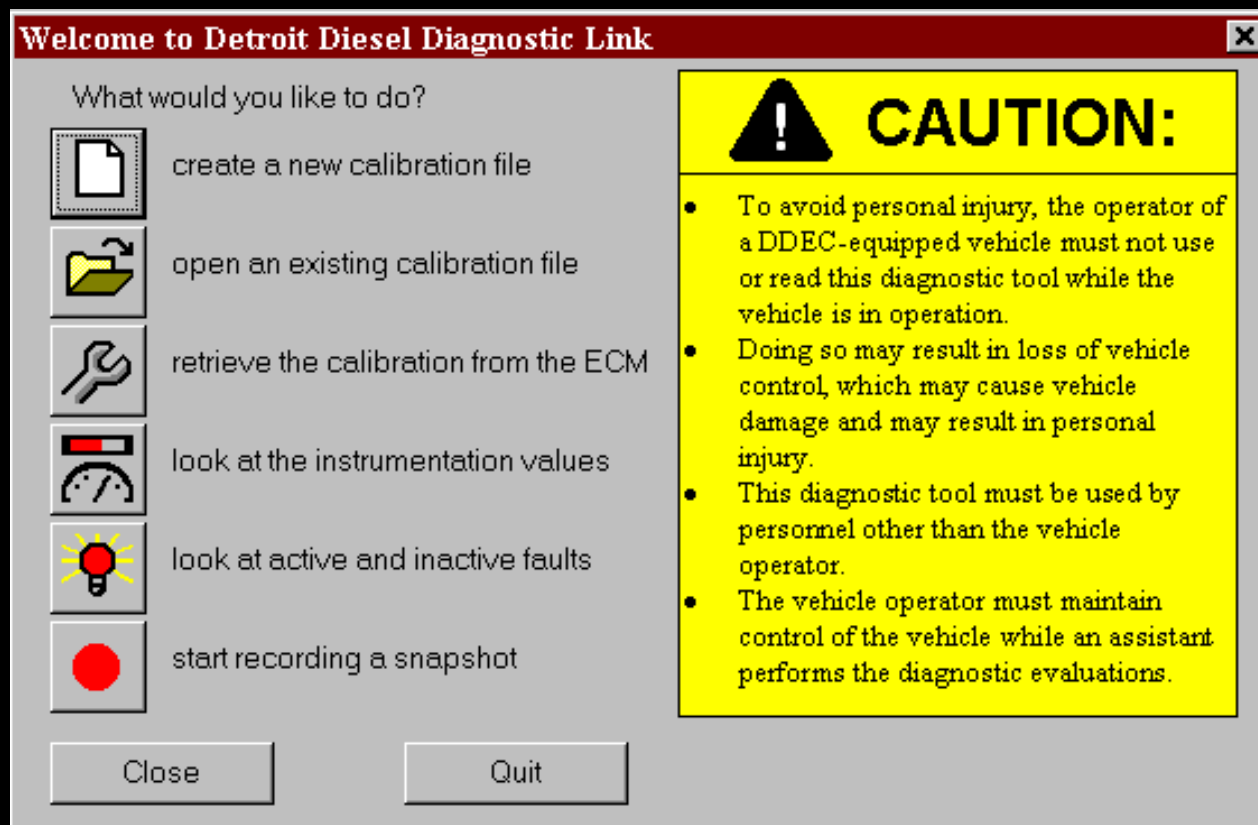 Welcome to Detroit Diesel Diagnostic Link
What would you like to do?
create a new calibration file
open an existing calibration file
retrieve the calibration from the ECM
look at the instrumentation values
look at active and inactive faults
start recording a snapshot
Close
Quit
CAUTION:
• To avoid personal injury, the operator of
a DDEC-equipped vehicle must not use
or read this diagnostic tool while the
vehicle is in operation.
• Doing so may result in loss of vehicle
control, which may cause vehicle
damage and may result in personal
injury.
• This diagnostic tool must be used by
personnel other than the vehicle
operator.
• The vehicle operator must maintain
control of the vehicle while an assistant
performs the diagnostic evaluations.